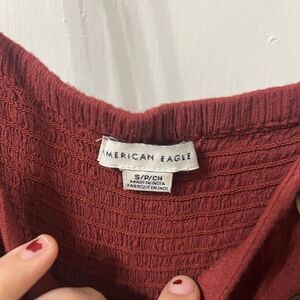 AMERICAN EAGLE
S/P/CH
MADE IN INDIA
FABRIQUÉ EN INDE